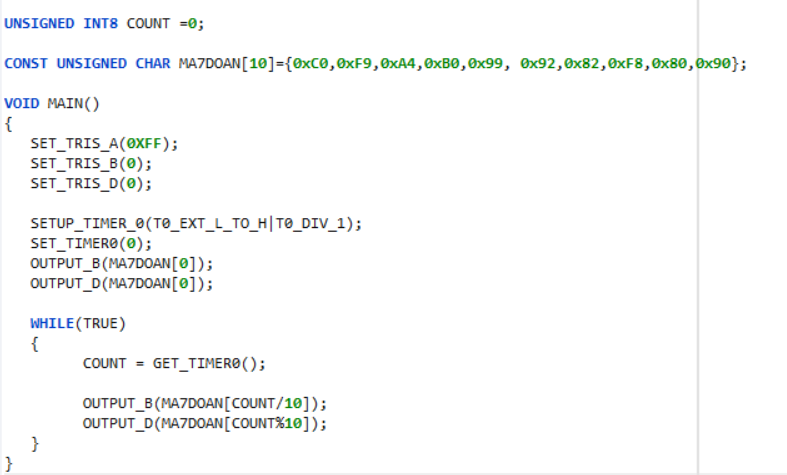 UNSIGNED INT8 COUNT =0;
CONST UNSIGNED CHAR MA7DOAN[10]={0xC0,0xF9,0xA4,0xB0,0x99, 0x92,0x82,0xF8,0x80,0x90};
VOID MAIN()
{
SET_TRIS_A(0XFF);
SET_TRIS_B(0);
SET_TRIS_D(0);
SETUP_TIMER_0(T0_EXT_L_TO_H|T0_DIV_1);
SET_TIMER0(0);
OUTPUT_B(MA7DOAN[0]);
OUTPUT_D(MA7DOAN[0]);
WHILE(TRUE)
{
COUNT = GET_TIMER0();
OUTPUT_B(MA7DOAN[COUNT/10]);
OUTPUT_D(MA7DOAN[COUNT%10]);
}
}